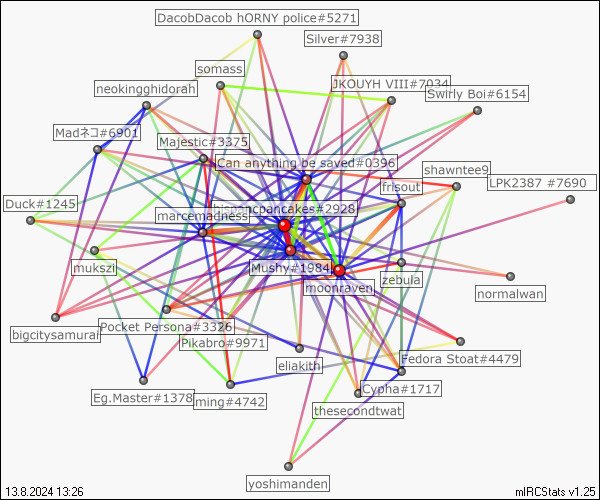 DacobDacob hORNY police#5271
Silver#7938
somass
JKOUYH VIII#7034
neokingghidorah
Swirly Boi#6154
Madネコ#6901
Majestic#3375
Can anything be saved#0396
shawntee9
LPK2387 #7690
frisout
Duck#1245
hispancpancakes#2928
marcemadness
mukszi
Mushy#1984
zebula
moonraven
normalwan
bigcitysamurai
Pocket Persona#3326
Pikabro#9971
eliakith
Fedora Stoat#4479
Eg.Master#1378
ming#4742
Cypha#1717
thesecondtwat
yoshimanden
13.8.2024 13:26
mIRCStats v1.25